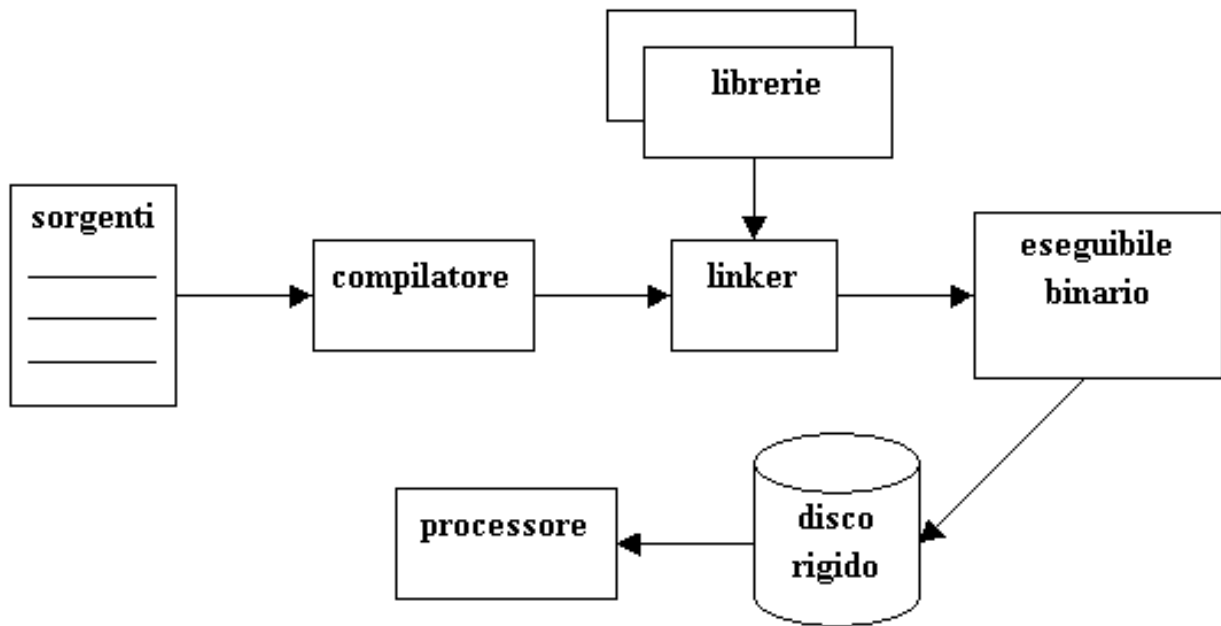 librerie
sorgenti
compilatore
linker
eseguibile
binario
processore
disco
rigido